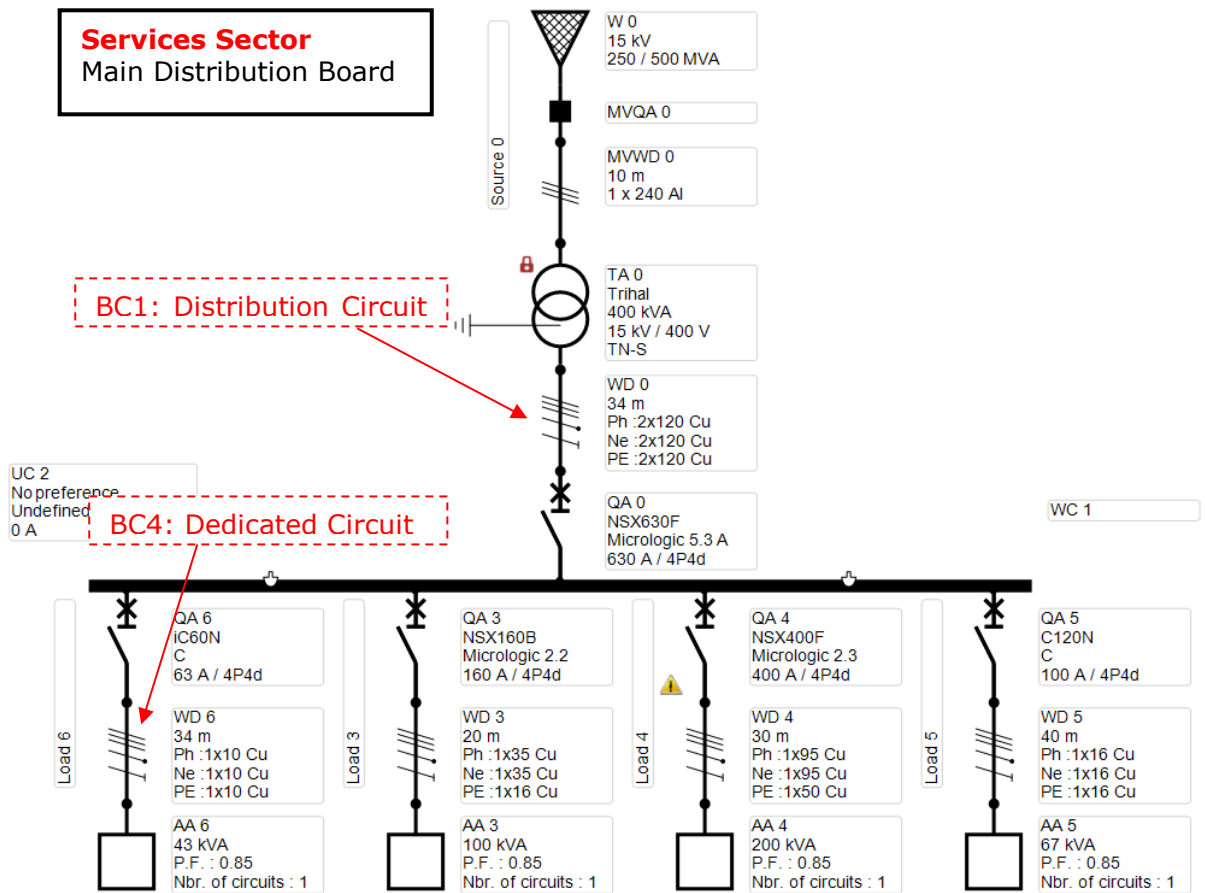 Services Sector
Main Distribution Board
Source 0
W 0
15 kV
250 / 500 MVA
MVQA 0
MVWD 0
10 m
1 x 240 Al
TA 0
Trihal
400 kVA
15 kV / 400 V
TN-S
BC1: Distribution Circuit
WD 0
34 m
Ph :2x120 Cu
Ne :2x120 Cu
PE :2x120 Cu
UC 2
No preference
Undefined
0 A
BC4: Dedicated Circuit
QA 0
NSX630F
Micrologic 5.3 A
630 A / 4P4d
WC 1
Load 6
QA 6
iC60N
C
63 A / 4P4d
WD 6
34 m
Ph :1x10 Cu
Ne :1x10 Cu
PE :1x10 Cu
AA 6
43 kVA
P.F. : 0.85
Nbr. of circuits : 1
Load 3
QA 3
NSX160B
Micrologic 2.2
160 A / 4P4d
WD 3
20 m
Ph :1x35 Cu
Ne :1x35 Cu
PE :1x16 Cu
AA 3
100 kVA
P.F. : 0.85
Nbr. of circuits : 1
Load 4
QA 4
NSX400F
Micrologic 2.3
400 A / 4P4d
WD 4
30 m
Ph :1x95 Cu
Ne :1x95 Cu
PE :1x50 Cu
AA 4
200 kVA
P.F. : 0.85
Nbr. of circuits : 1
Load 5
QA 5
C120N
C
100 A / 4P4d
WD 5
40 m
Ph :1x16 Cu
Ne :1x16 Cu
PE :1x16 Cu
AA 5
67 kVA
P.F. : 0.85
Nbr. of circuits : 1